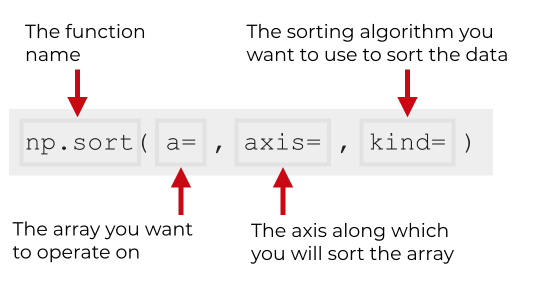 The function
name
The sorting algorithm you
want to use to sort the data
np.sort( a= , axis= , kind= )
The array you want
to operate on
The axis along which
you will sort the array